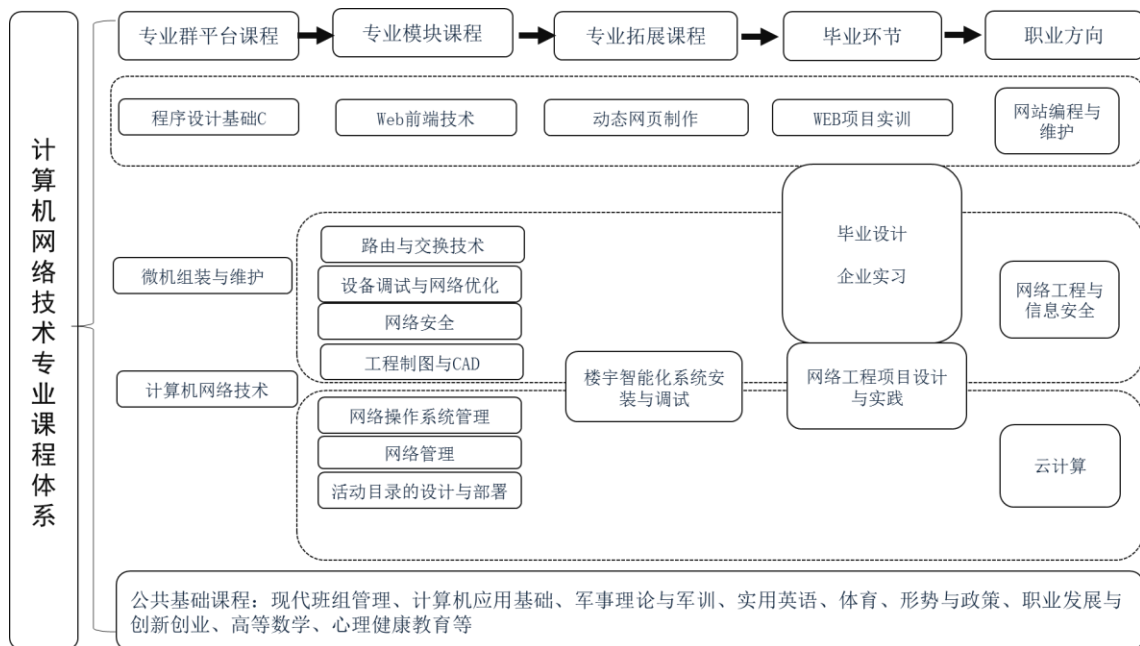 计算机网络技术专业课程体系
专业群平台课程
专业模块课程
专业拓展课程
毕业环节
职业方向
程序设计基础C
Web前端技术
动态网页制作
WEB项目实训
网站编程与
维护
微机组装与维护
计算机网络技术
路由与交换技术
设备调试与网络优化
网络安全
工程制图与CAD
毕业设计
企业实习
网络工程与
信息安全
楼宇智能化系统安
装与调试
网络工程项目设计
与实践
网络操作系统管理
网络管理
活动目录的设计与部署
云计算
公共基础课程：现代班组管理、计算机应用基础、军事理论与军训、实用英语、体育、形势与政策、职业发展与
创新创业、高等数学、心理健康教育等